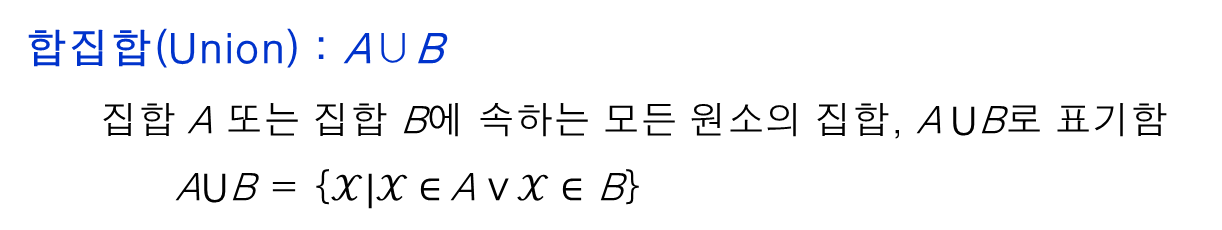 합집합(Union) : A∪B
집합 A 또는 집합 B에 속하는 모든 원소의 집합, A∪B로 표기함
A∪B = {x|x ∈ A ∨ x ∈ B}